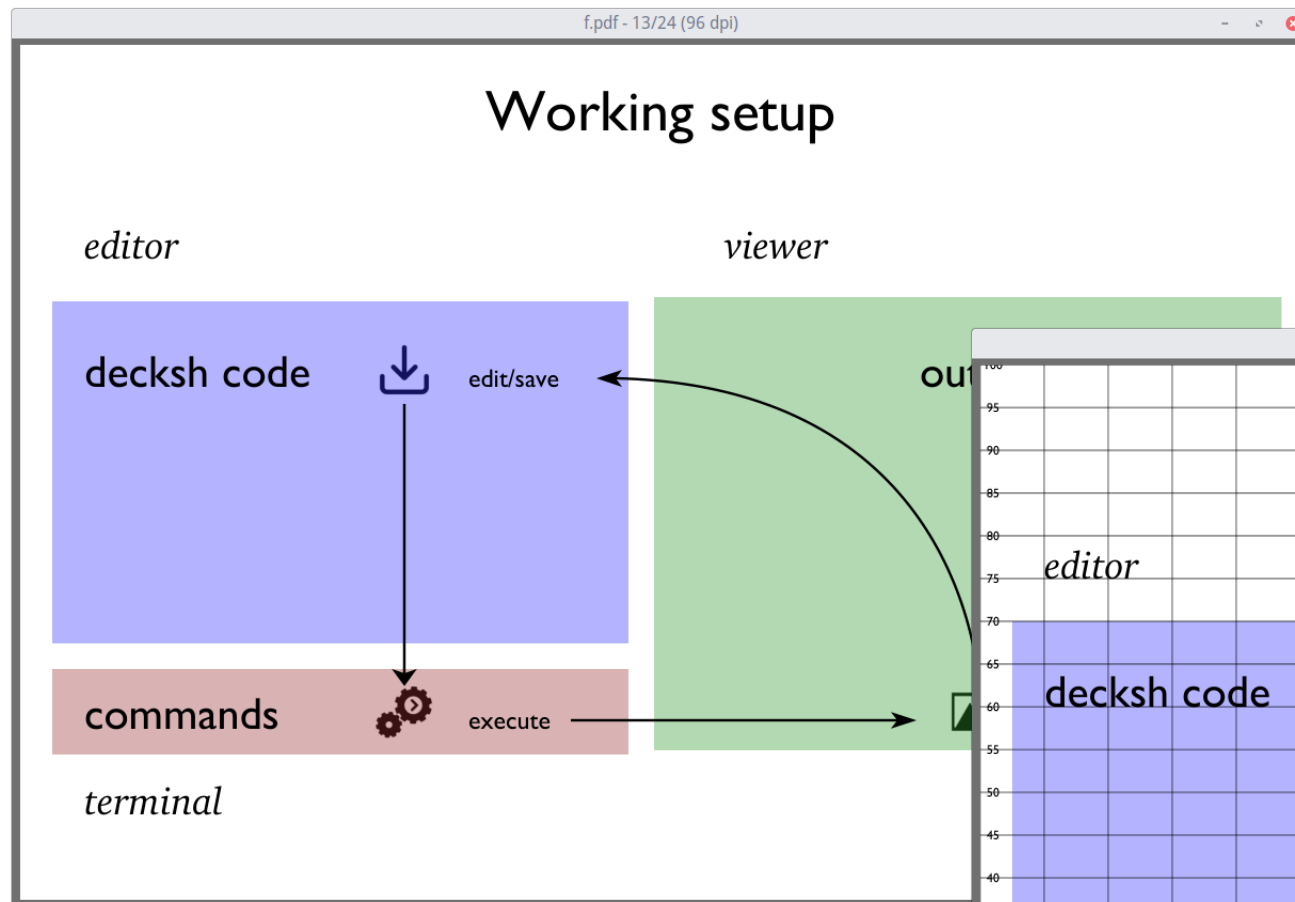 f.pdf - 13/24 (96 dpi)
Working setup
editor
viewer
decksh code
edit/save
commands
execute
terminal
95
90
85
80
75
editor
70
65
decksh code
60
55
50
45
40